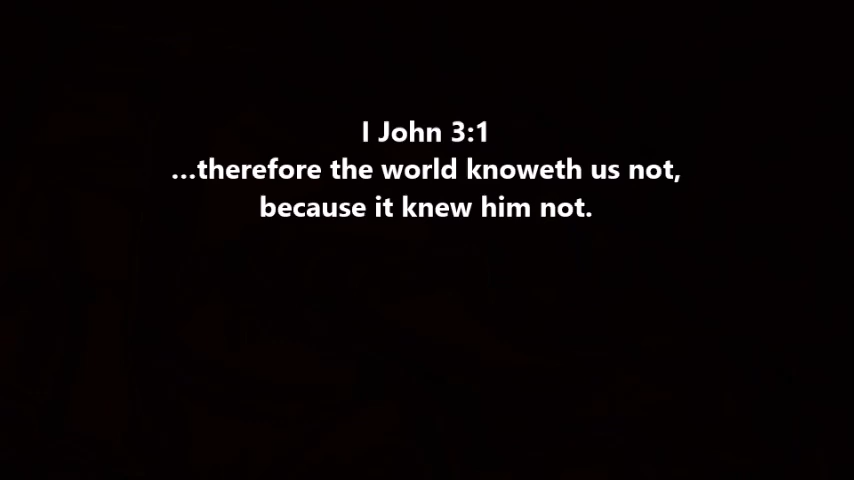 I John 3:1
...therefore the world knoweth us not,
because it knew him not.